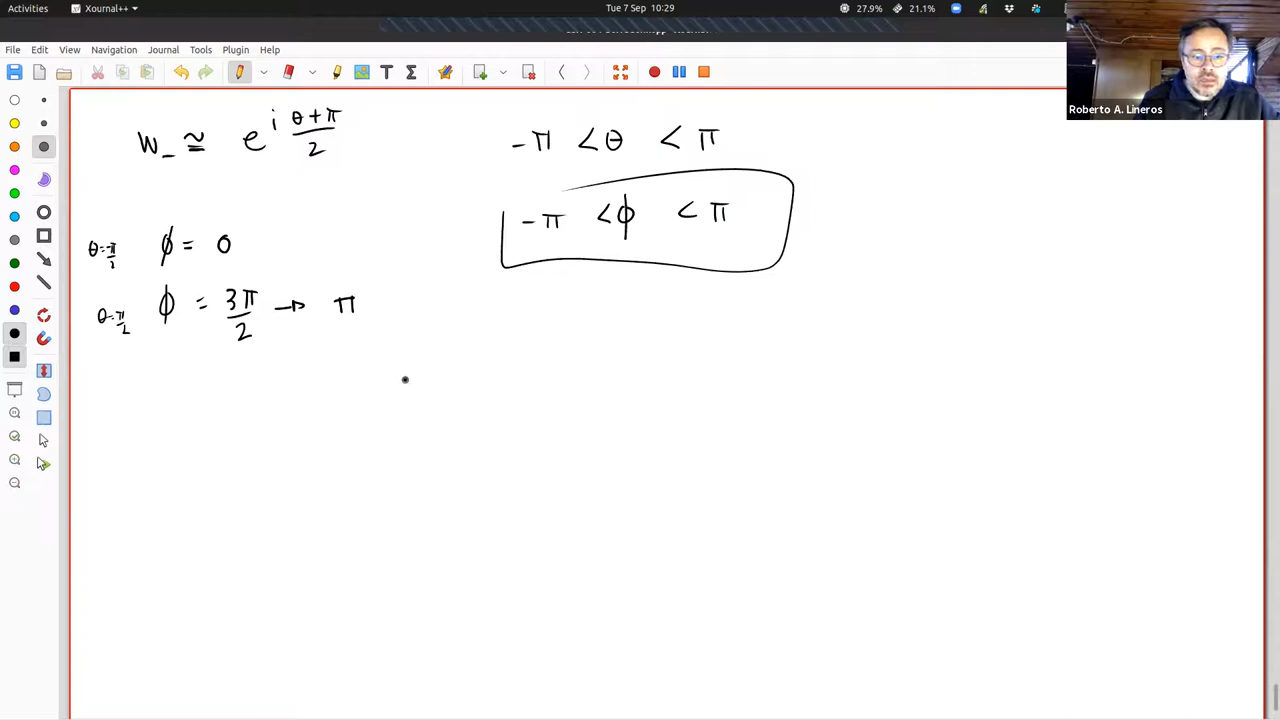 Activities Xournal++ Tue 7 Sep 10:29 27.9% 21.1%
File Edit View Navigation Journal Tools Plugin Help
Roberto A. Lineros
w_- ≅ e^{i (θ+π)/2} -π < θ < π
-π < ϕ < π
θ=π/2 ϕ = 0
θ=π/2 ϕ = 3π/2 → π